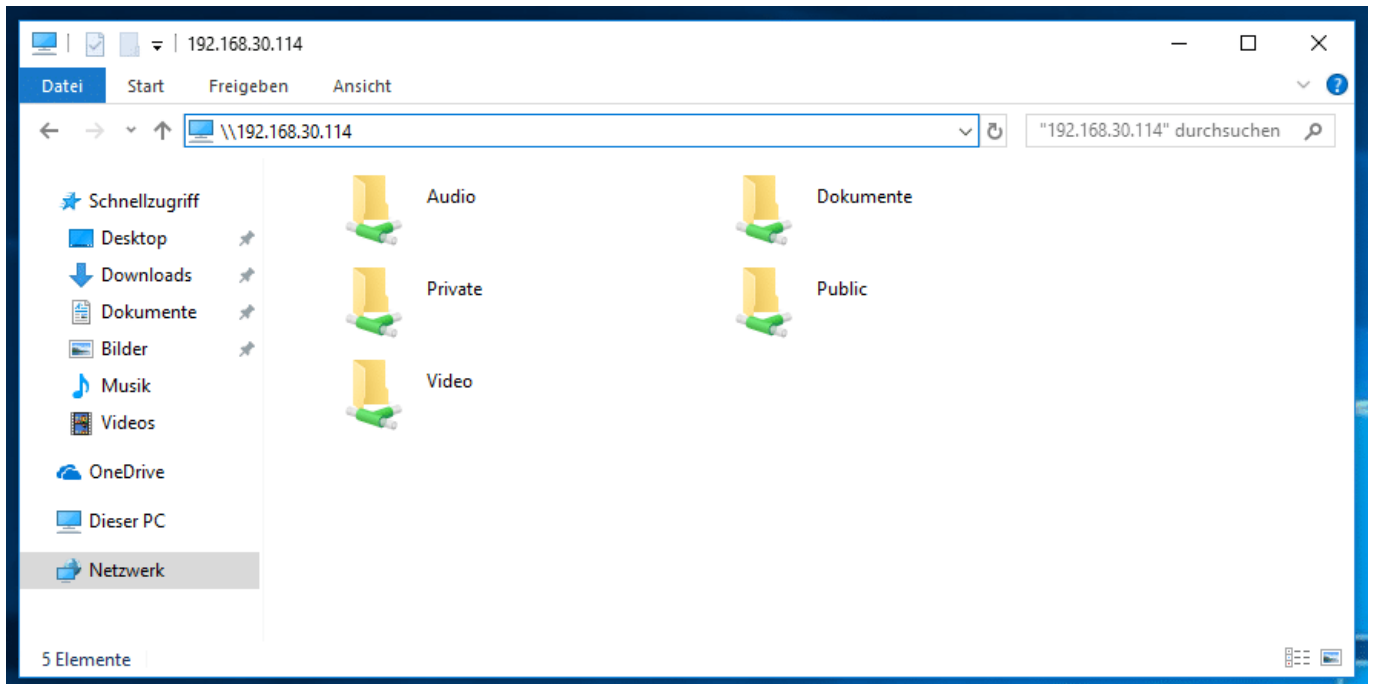 192.168.30.114
Datei Start Freigeben Ansicht
\\192.168.30.114 "192.168.30.114" durchsuchen
Schnellzugriff
Desktop
Downloads
Dokumente
Bilder
Musik
Videos
OneDrive
Dieser PC
Netzwerk
Audio Dokumente
Private Public
Video
5 Elemente